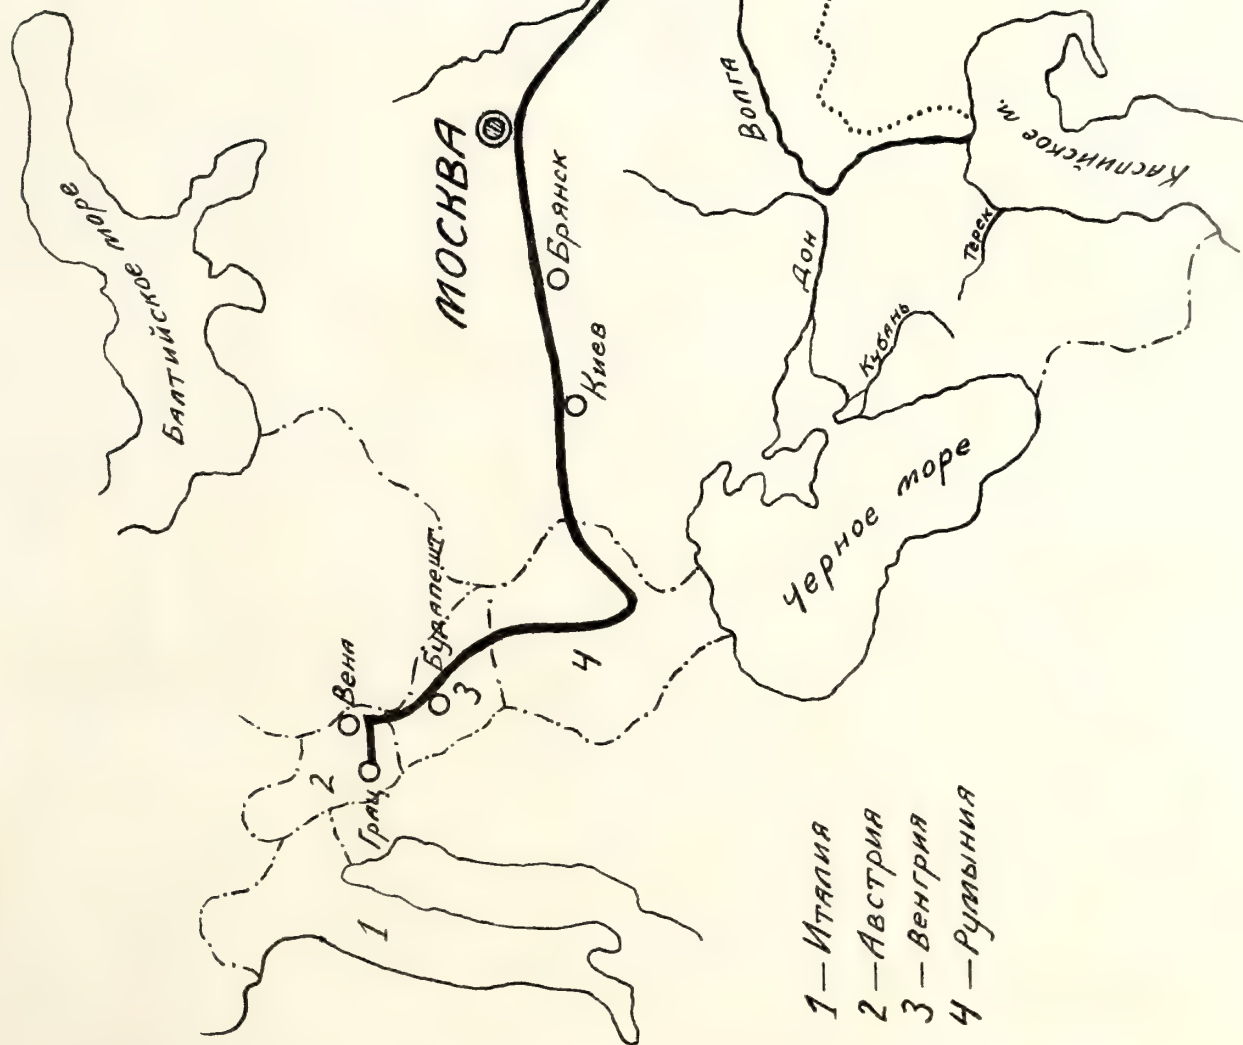 Балтийское море
МОСКВА
Волга
Брянск
Киев
Дон
Терек
Кубань
Каспийское м.
Черное море
Вена
Будапешт
Грац
1
2
3
4
1 — Италия
2 — Австрия
3 — Венгрия
4 — Румыния